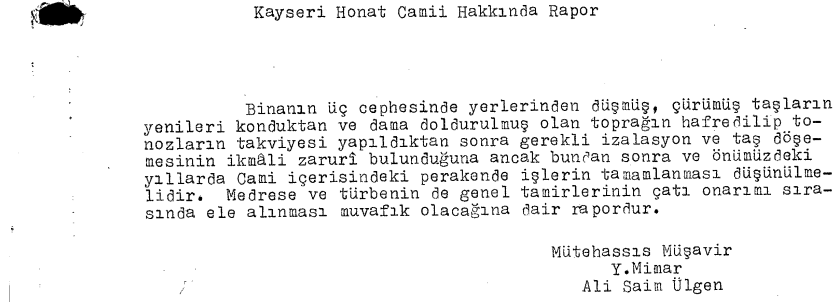 Kayseri Honat Camii Hakkında Rapor
Binanın üç cephesinde yerlerinden düşmüş, çürümüş taşların
yenileri konduktan ve dama doldurulmuş olan toprağın hafredilip to-
nozların takviyesi yapıldıktan sonra gerekli izalasyon ve taş döşe-
mesinin ikmâli zarurî bulunduğuna ancak bundan sonra ve önümüzdeki
yıllarda Cami içerisindeki perakende işlerin tamamlanması düşünülme-
lidir. Medrese ve türbenin de genel tamirlerinin çatı onarımı sıra-
sında ele alınması muvafık olacağına dair rapordur.
Mütehassıs Müşavir
Y.Mimar
Ali Saim Ülgen